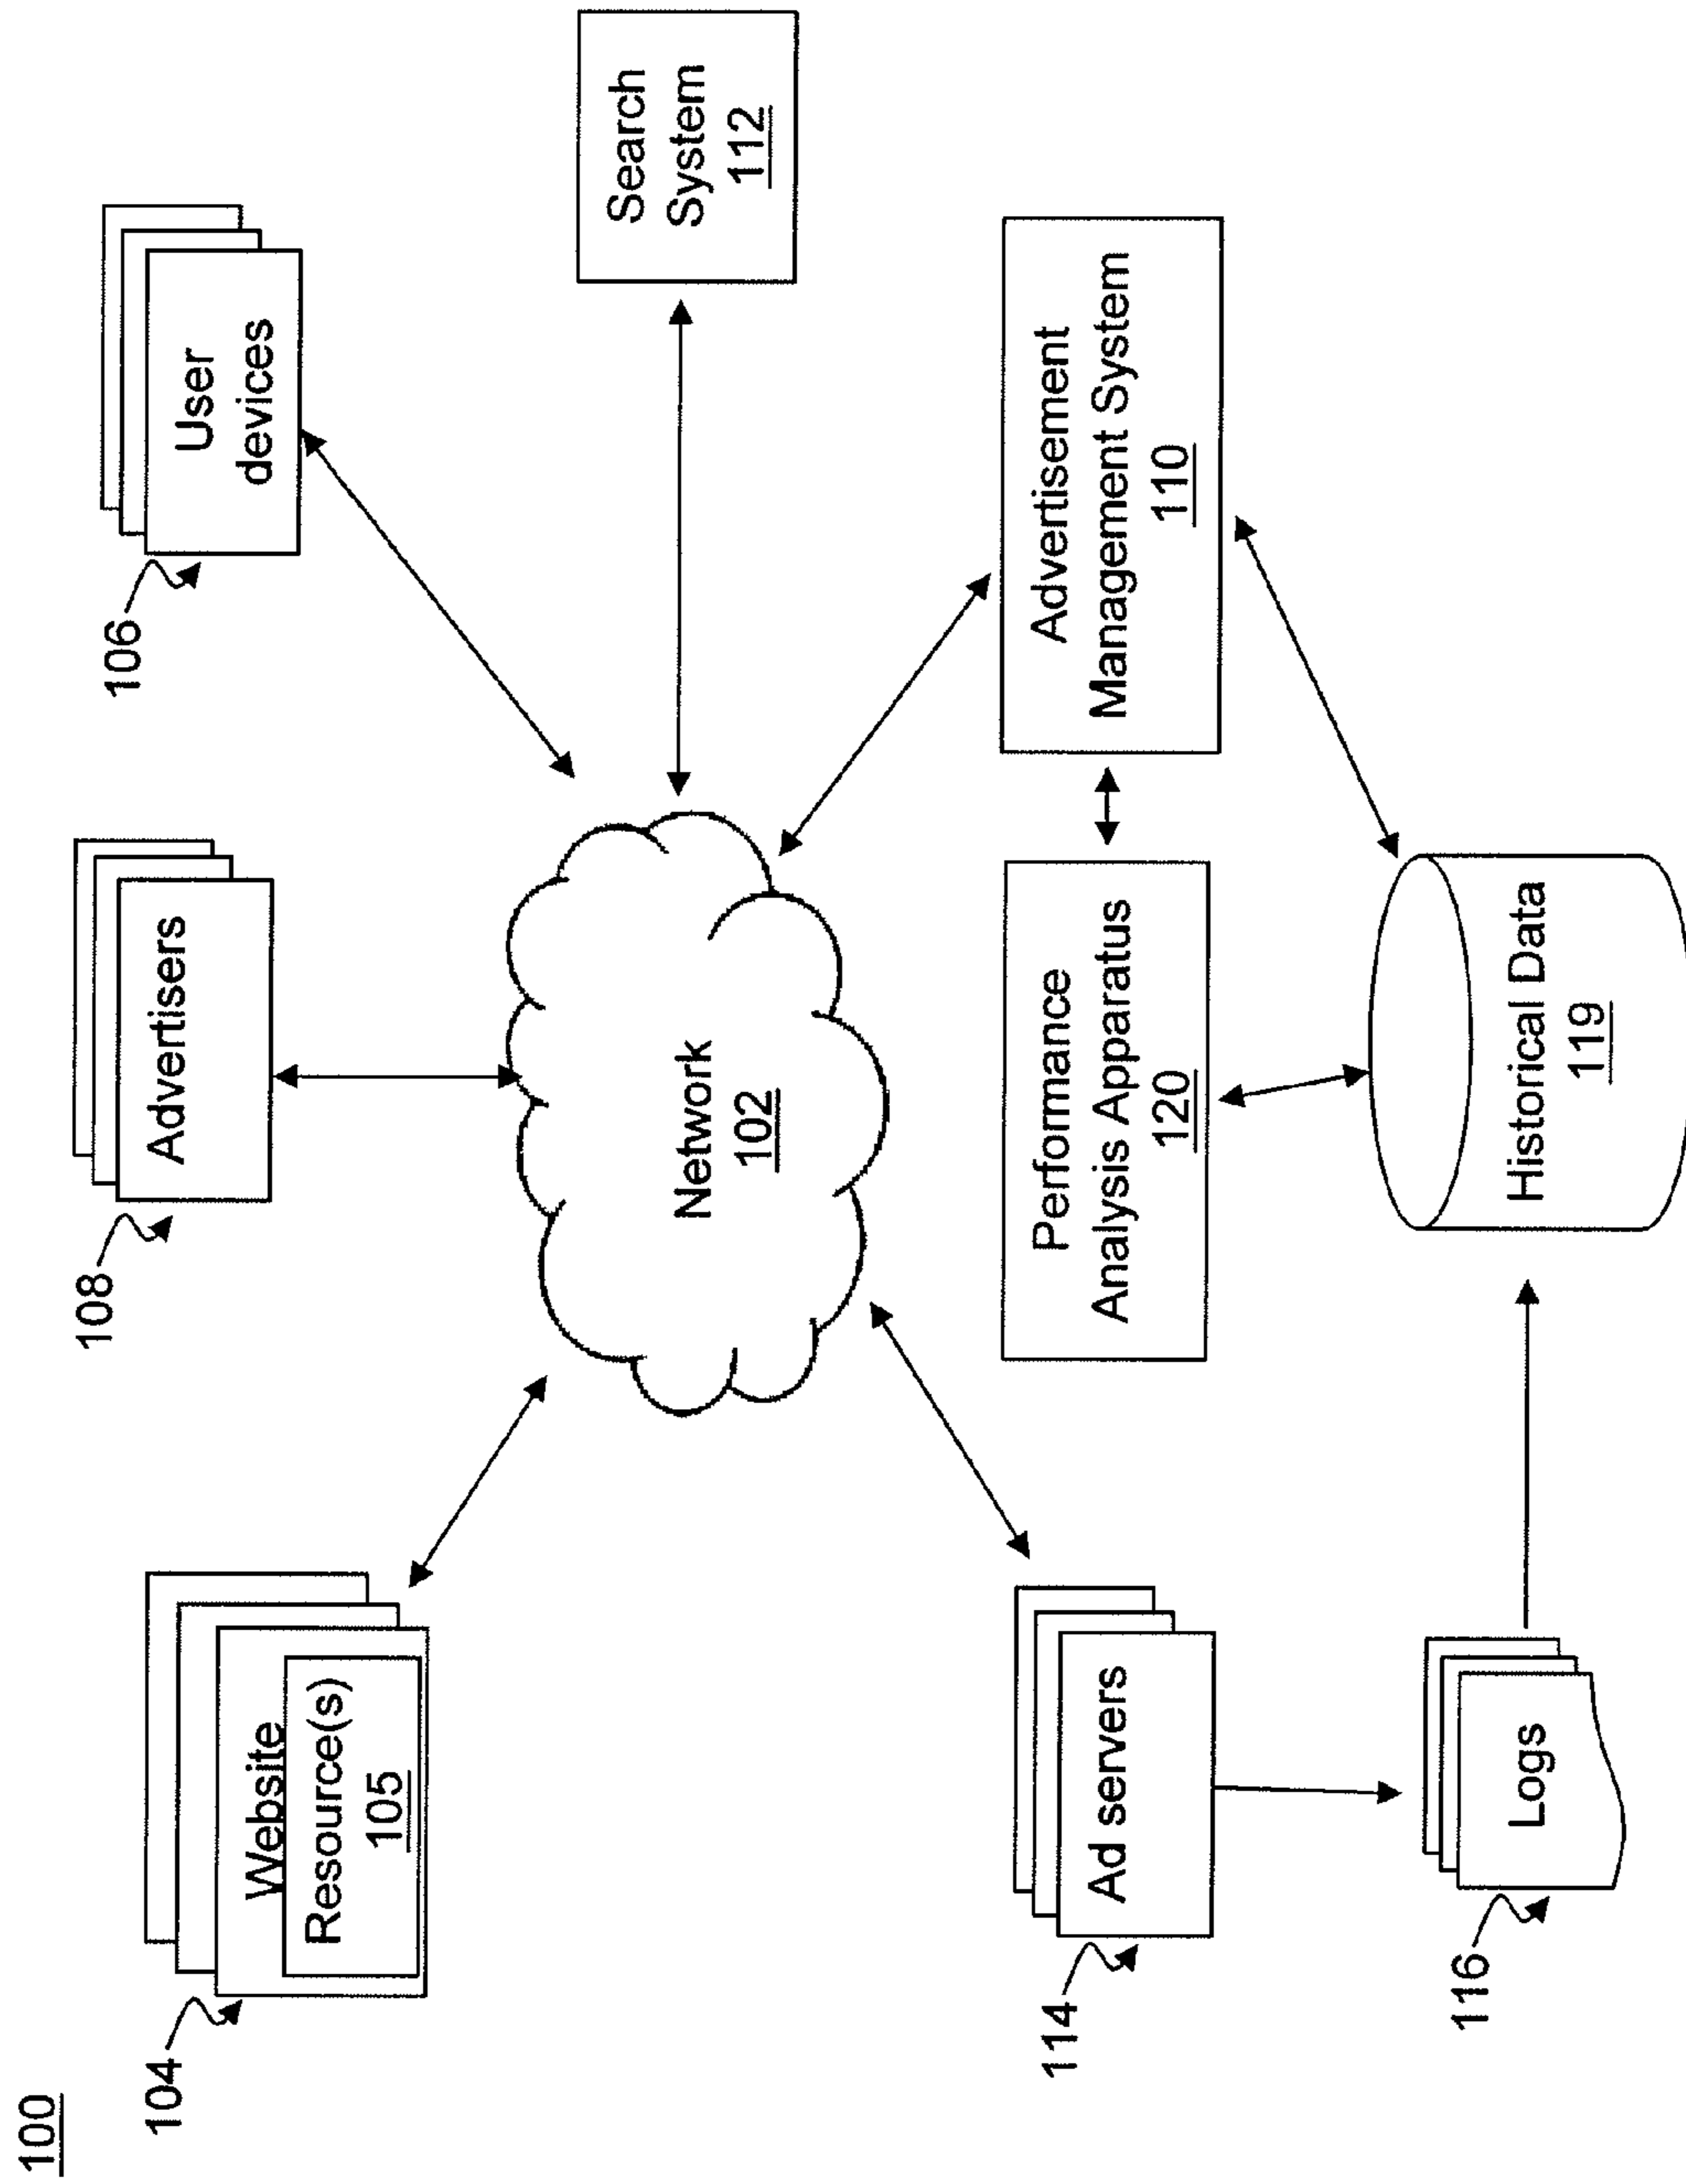 100
104
Website
Resource(s)
105
108
Advertisers
106
User
devices
Network
102
Search
System
112
114
Ad servers
Performance
Analysis Apparatus
120
Advertisement
Management System
110
116
Logs
Historical Data
119